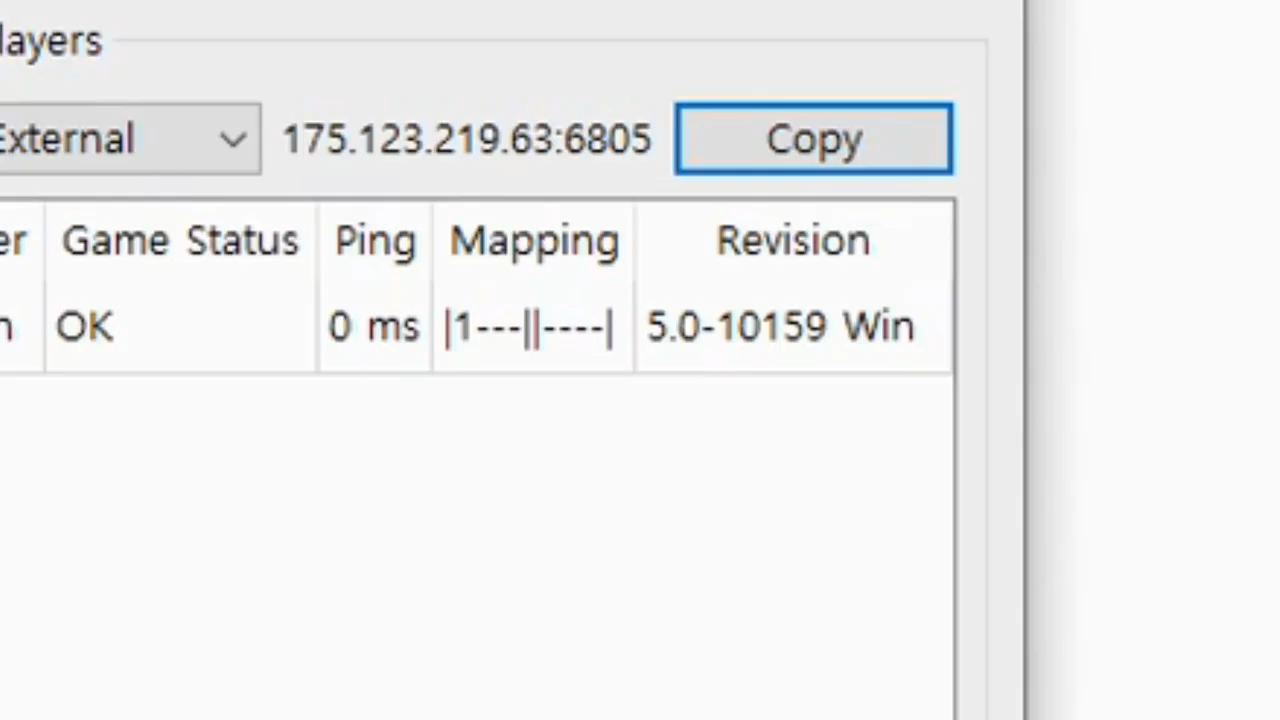 layers
External 175.123.219.63:6805 Copy
er Game Status Ping Mapping Revision
n OK 0 ms |1---||----| 5.0-10159 Win